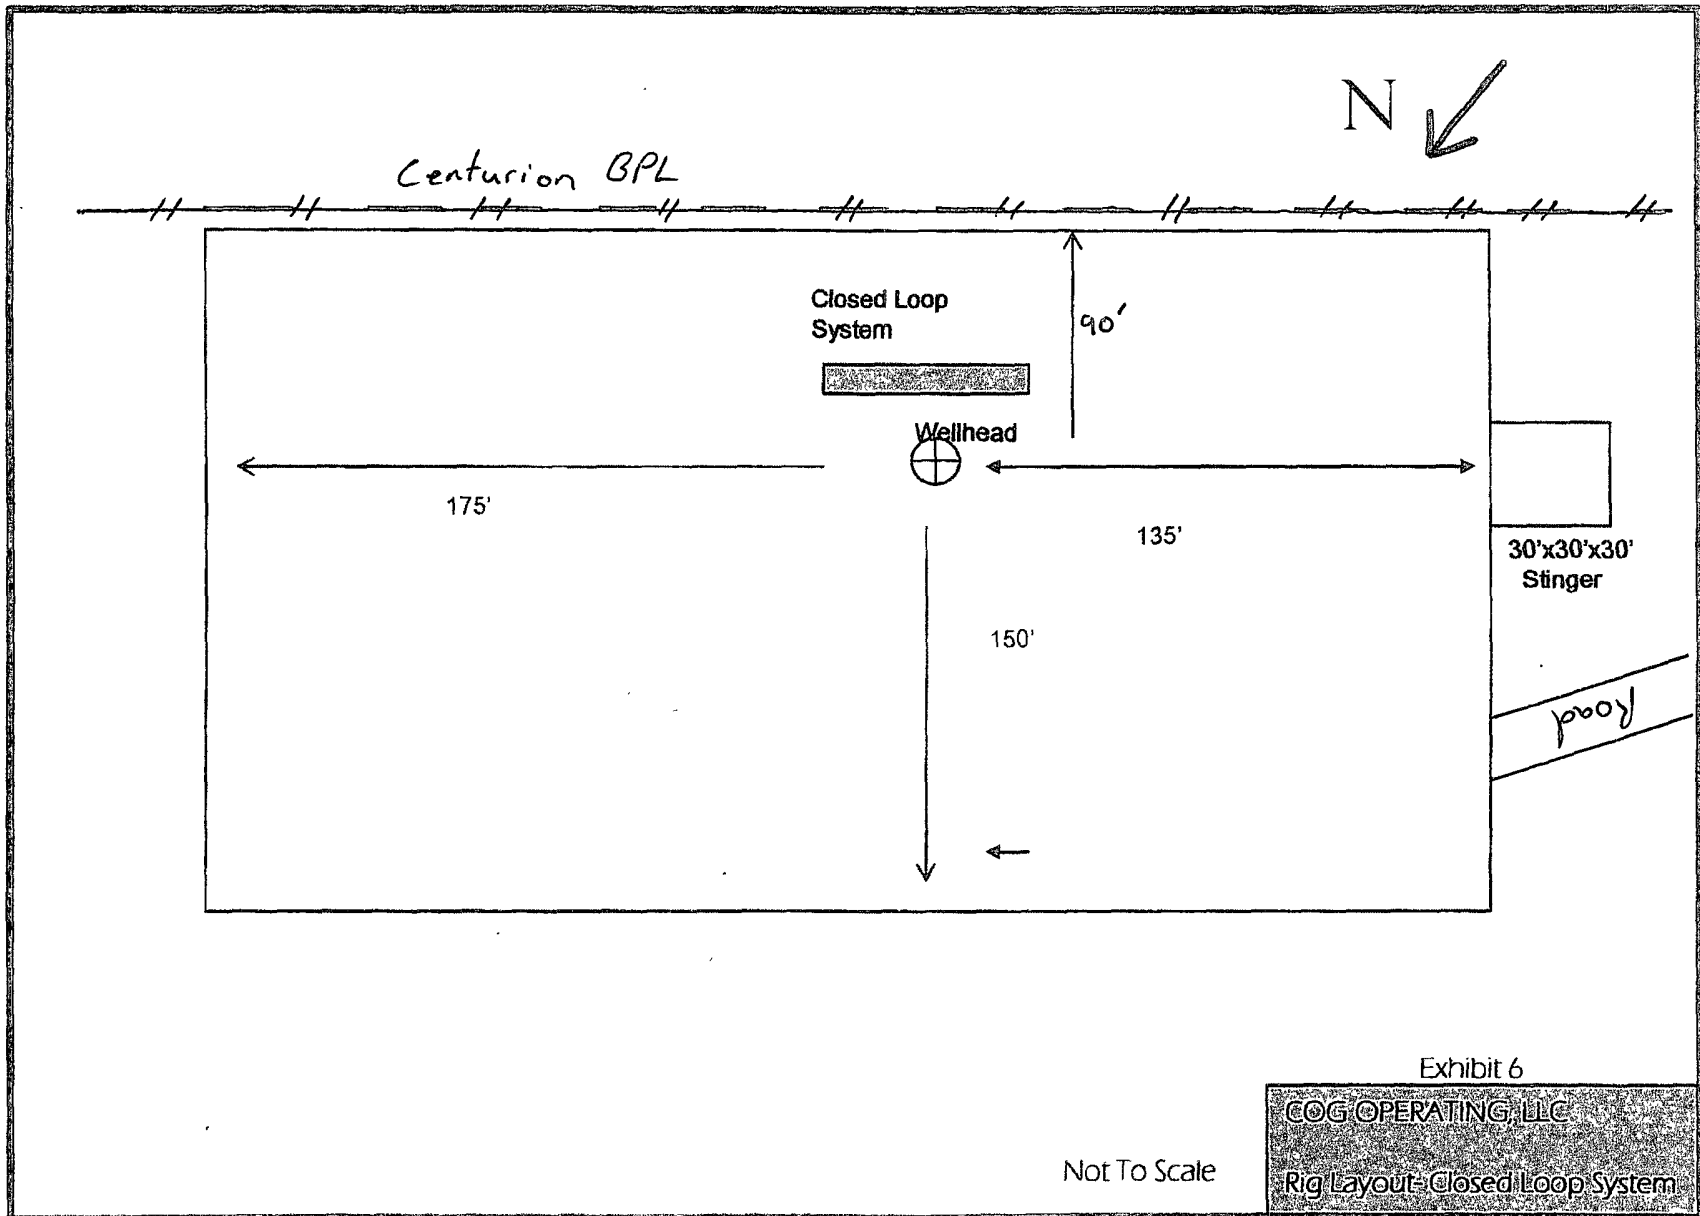 N
Centurion BPL
Closed Loop
System
90'
Wellhead
175'
135'
30'x30'x30'
Stinger
150'
Road
Exhibit 6
COG OPERATING, LLC
Not To Scale
Rig Layout- Closed Loop System